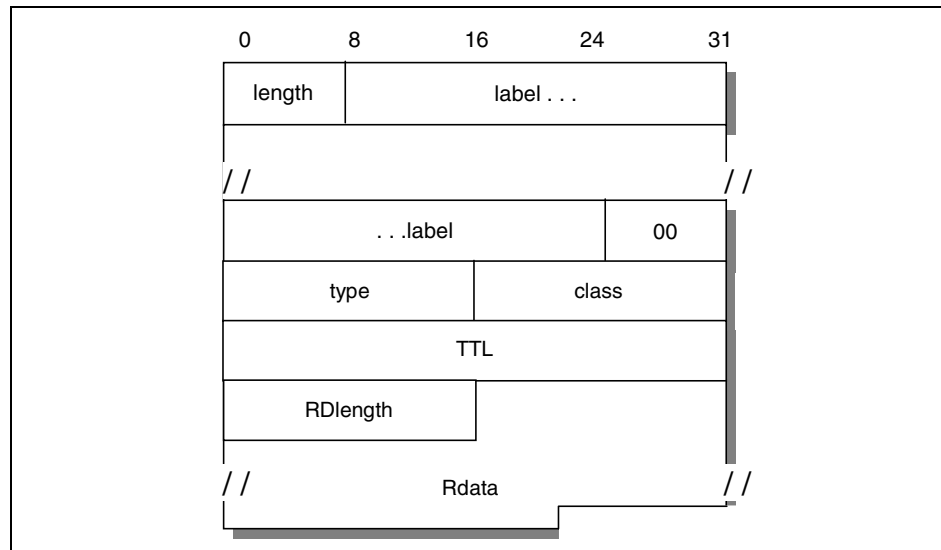 0 8 16 24 31
length label . . .
/ / / /
. . .label 00
type class
TTL
RDlength
/ / Rdata / /